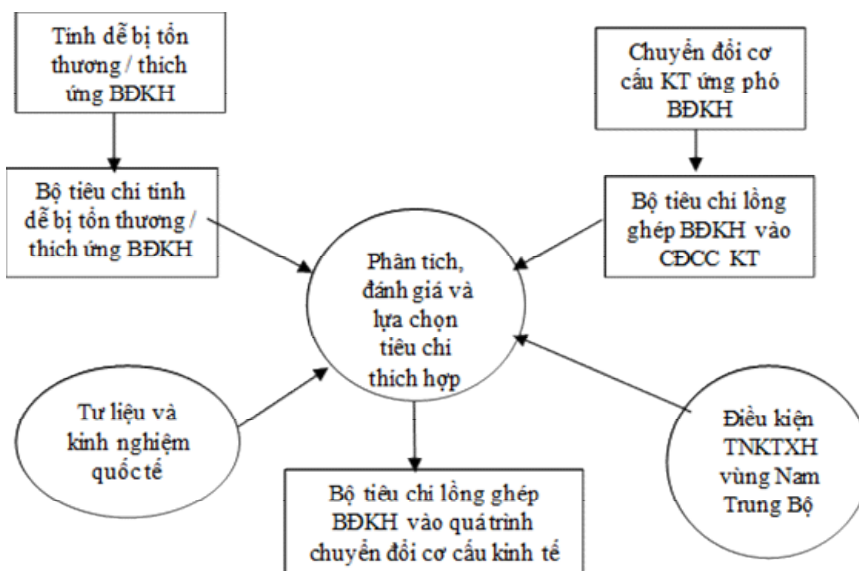 Tính dễ bị tổn
thương / thích
ứng BĐKH
Chuyển đổi cơ
cấu KT ứng phó
BĐKH
Bộ tiêu chí tính
dễ bị tổn thương /
thích ứng BĐKH
Bộ tiêu chí lồng
ghép BĐKH vào
CĐCC KT
Phân tích,
đánh giá và
lựa chọn
tiêu chí
thích hợp
Tư liệu và
kinh nghiệm
quốc tế
Điều kiện
TNKTXH
vùng Nam
Trung Bộ
Bộ tiêu chí lồng ghép
BĐKH vào quá trình
chuyển đổi cơ cấu kinh tế